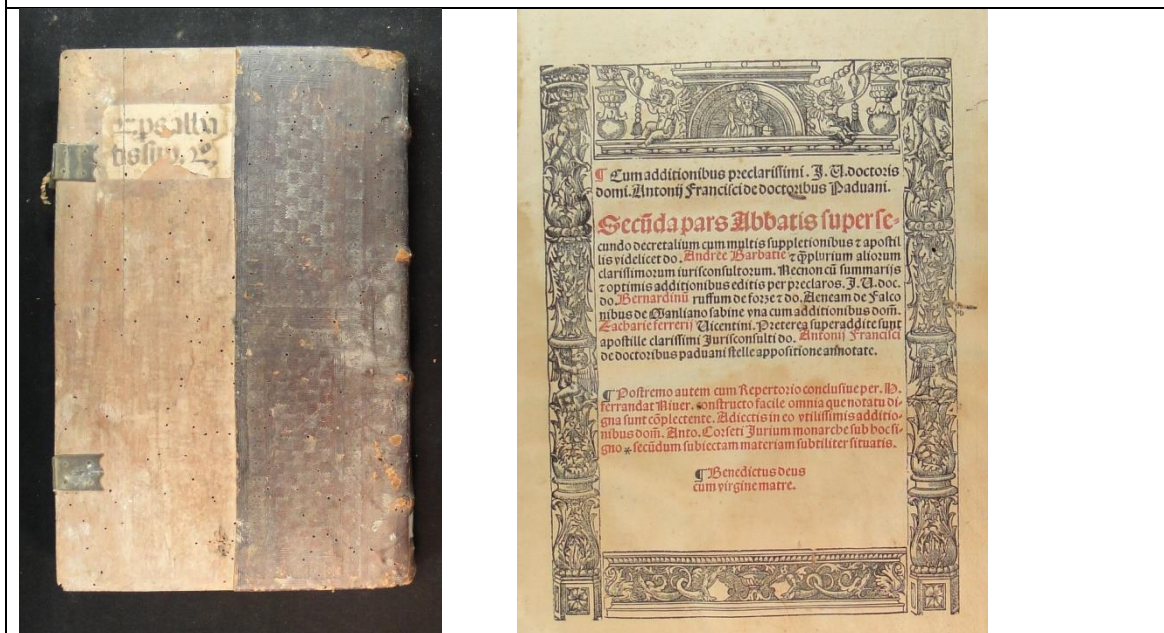 ¶ Cum additionibus preclarissimi. J. U. doctoris
domi. Antonij Francisci de doctoribus Paduani.
Secūda pars Abbatis super se-
cundo decretalium cum multis suppletionibus ⁊ apostil
lis videlicet do. Andree Barbatie ⁊ q̄plurium aliorum
clarissimorum iurisconsultorum. Necnon cū summarijs
⁊ optimis additionibus editis per preclaros. J. U. doc.
do. Bernardinū ruffum de forze ⁊ do. Aeneam de Falco
nibus de Manliano sabine vna cum additionibus dom̄.
Zacharie ferrerij Vicentini. Preterea superaddite sunt
apostille clarissimi Jurisconsulti do. Antonij Francisci
de doctoribus paduani stelle appositione annotate.
¶ Postremo autem cum Repertorio conclusiue per. N.
ferrandat Niuer. constructo facile omnia que notatu di-
gna sunt cōplectente. Adiectis in eo vtilissimis additio-
nibus dom̄. Anto. Corseti Jurium monarche sub hoc si-
gno * secūdum subiectam materiam subtiliter situatis.
¶ Benedictus deus
cum virgine matre.